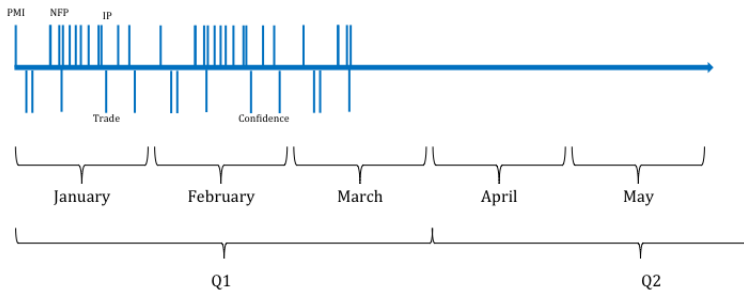 PMI NFP IP
Trade Confidence
January February March April May
Q1 Q2